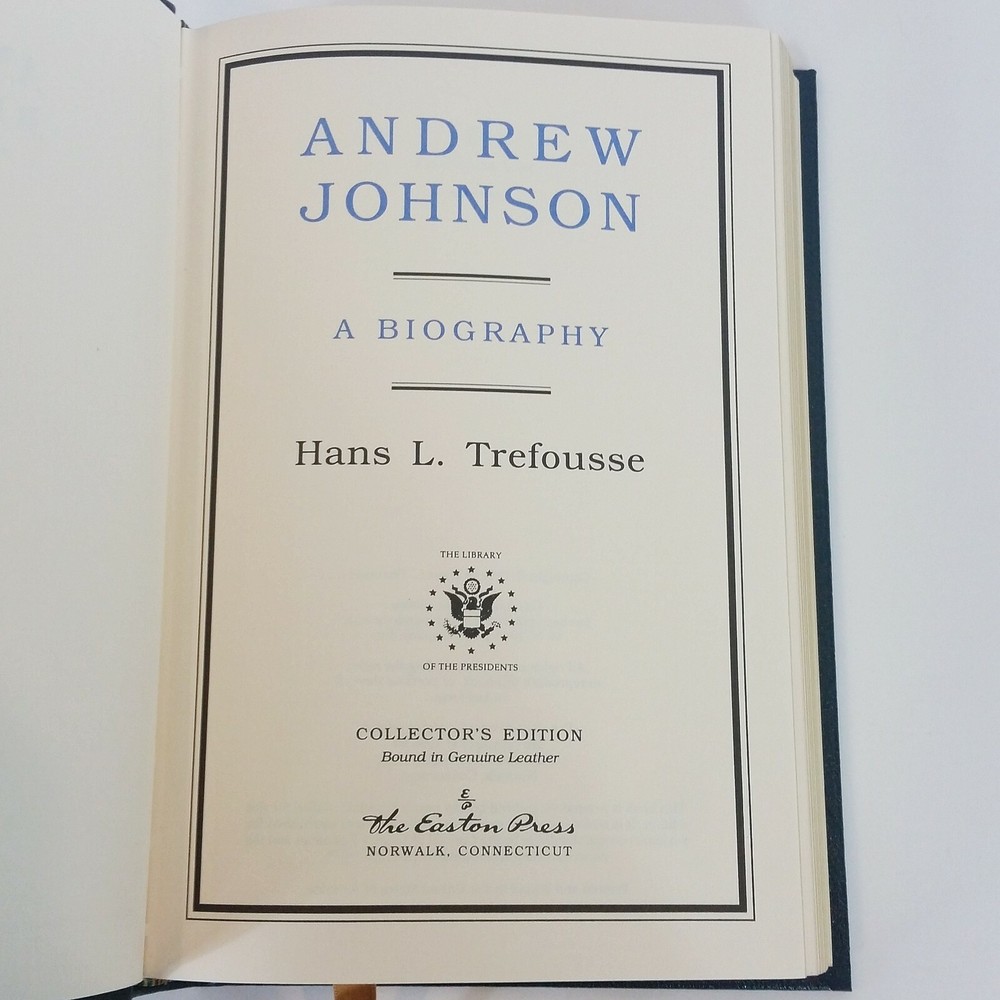 ANDREW
JOHNSON
A BIOGRAPHY
Hans L. Trefousse
THE LIBRARY
OF THE PRESIDENTS
COLLECTOR'S EDITION
Bound in Genuine Leather
E
P
The Easton Press
NORWALK, CONNECTICUT